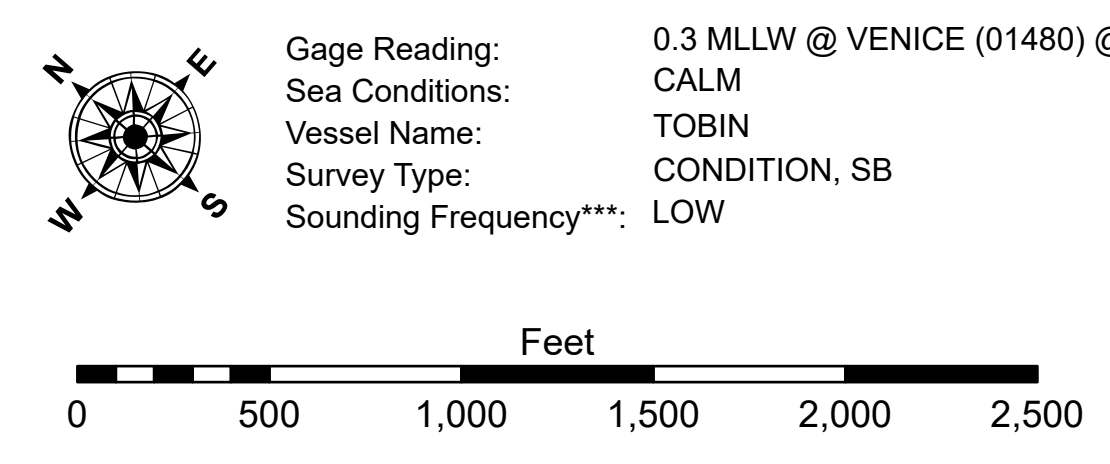 N E
W S
Gage Reading: 0.3 MLLW @ VENICE (01480) @
Sea Conditions: CALM
Vessel Name: TOBIN
Survey Type: CONDITION, SB
Sounding Frequency***: LOW
Feet
0 500 1,000 1,500 2,000 2,500